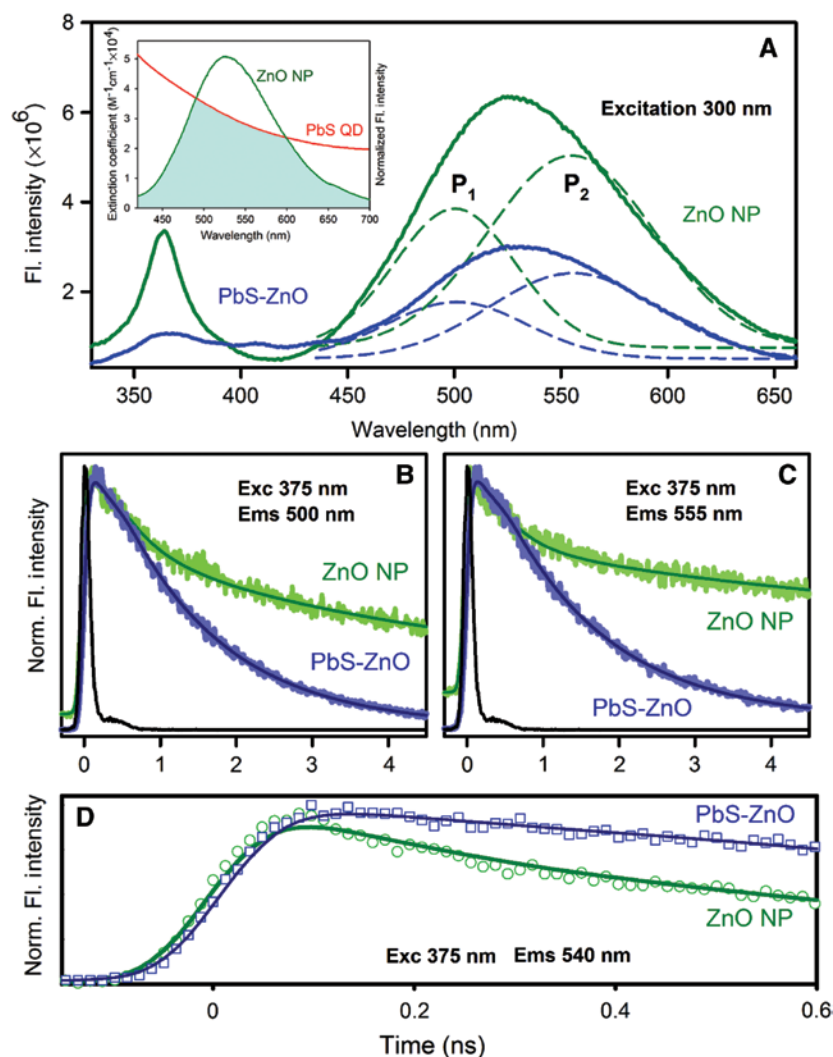 A
Excitation 300 nm
Fl. intensity (×10⁶)
8
6
4
2
P₁
P₂
ZnO NP
PbS-ZnO
350 400 450 500 550 600 650
Wavelength (nm)
Extinction coefficient (M⁻¹cm⁻¹×10⁴)
5
4
3
2
1
0
ZnO NP
PbS QD
Normalized Fl. intensity
450 500 550 600 650 700
Wavelength (nm)
B
Exc 375 nm
Ems 500 nm
Norm. Fl. intensity
ZnO NP
PbS-ZnO
0 1 2 3 4
C
Exc 375 nm
Ems 555 nm
ZnO NP
PbS-ZnO
0 1 2 3 4
D
Norm. Fl. intensity
PbS-ZnO
ZnO NP
Exc 375 nm Ems 540 nm
0 0.2 0.4 0.6
Time (ns)